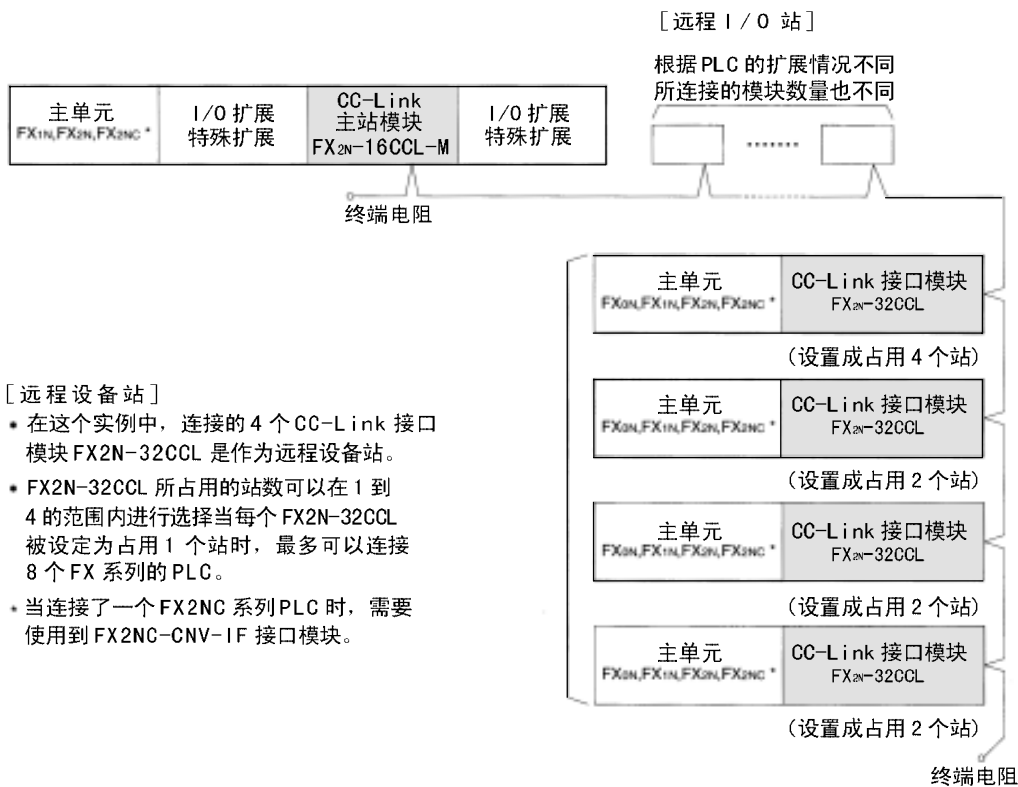 [远程 I/O 站]
根据 PLC 的扩展情况不同
所连接的模块数量也不同
主单元
FX1N,FX2N,FX2NC *
I/O 扩展
特殊扩展
CC-Link
主站模块
FX2N-16CCL-M
I/O 扩展
特殊扩展
终端电阻
主单元
FX0N,FX1N,FX2N,FX2NC *
CC-Link 接口模块
FX2N-32CCL
(设置成占用 4 个站)
主单元
FX0N,FX1N,FX2N,FX2NC *
CC-Link 接口模块
FX2N-32CCL
(设置成占用 2 个站)
主单元
FX0N,FX1N,FX2N,FX2NC *
CC-Link 接口模块
FX2N-32CCL
(设置成占用 2 个站)
主单元
FX0N,FX1N,FX2N,FX2NC *
CC-Link 接口模块
FX2N-32CCL
(设置成占用 2 个站)
终端电阻
[远程设备站]
• 在这个实例中，连接的 4 个 CC-Link 接口
模块 FX2N-32CCL 是作为远程设备站。
• FX2N-32CCL 所占用的站数可以在 1 到
4 的范围内进行选择当每个 FX2N-32CCL
被设定为占用 1 个站时，最多可以连接
8 个 FX 系列的 PLC。
* 当连接了一个 FX2NC 系列 PLC 时，需要
使用到 FX2NC-CNV-IF 接口模块。